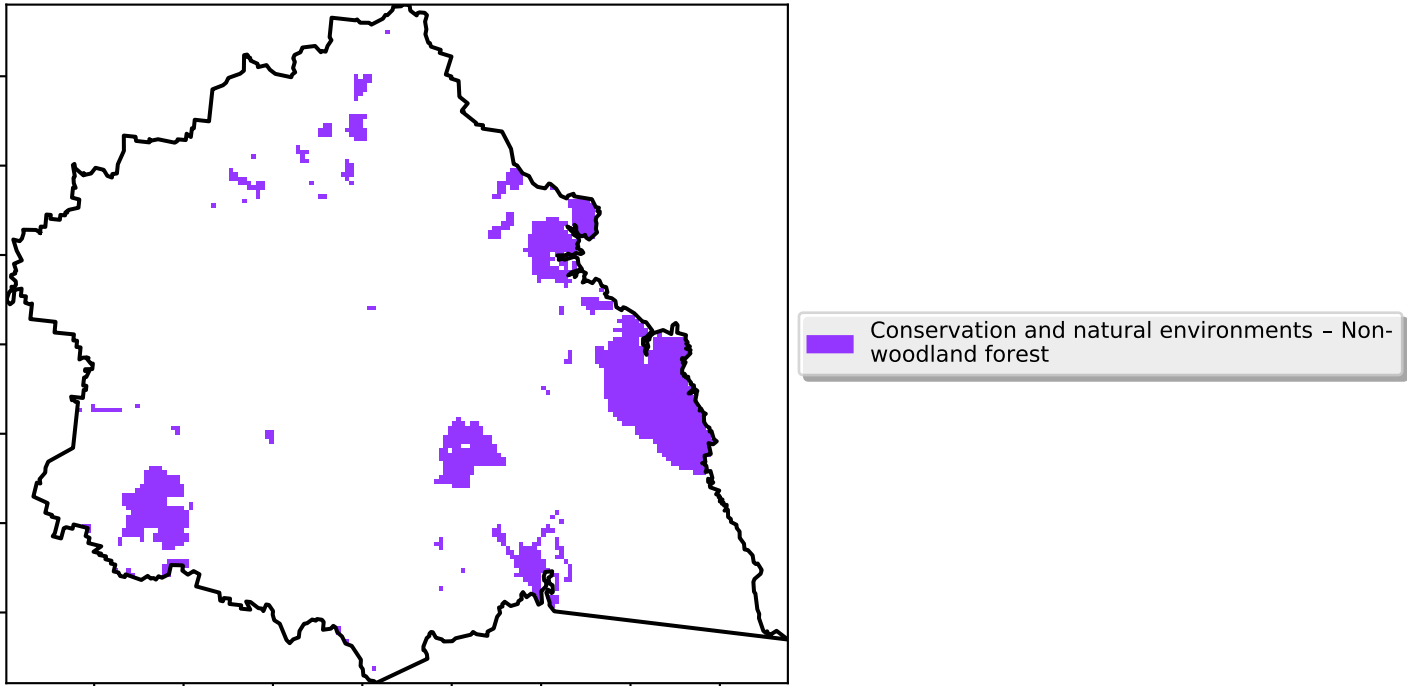 Conservation and natural environments – Non-
woodland forest